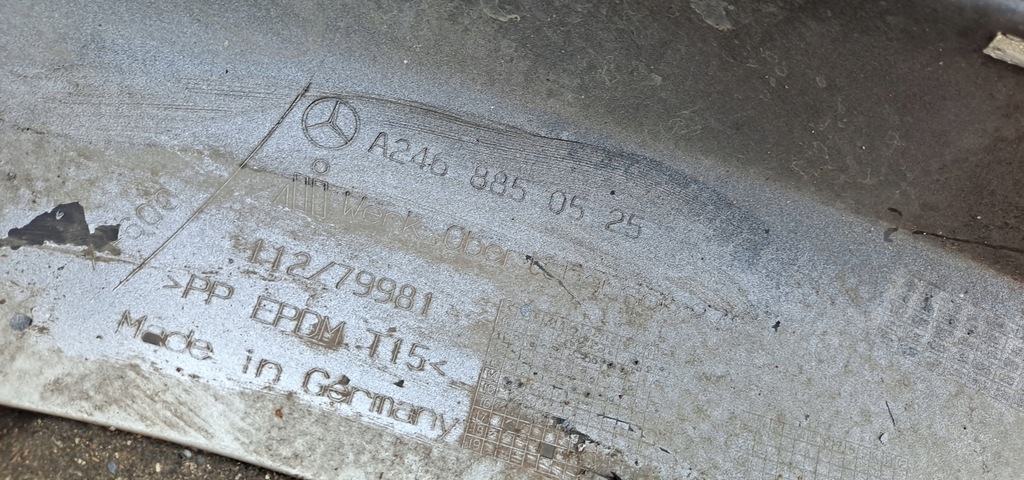 A246 885 05 25
Werk
112/79981
>PP EPDM T15<
Made in Germany